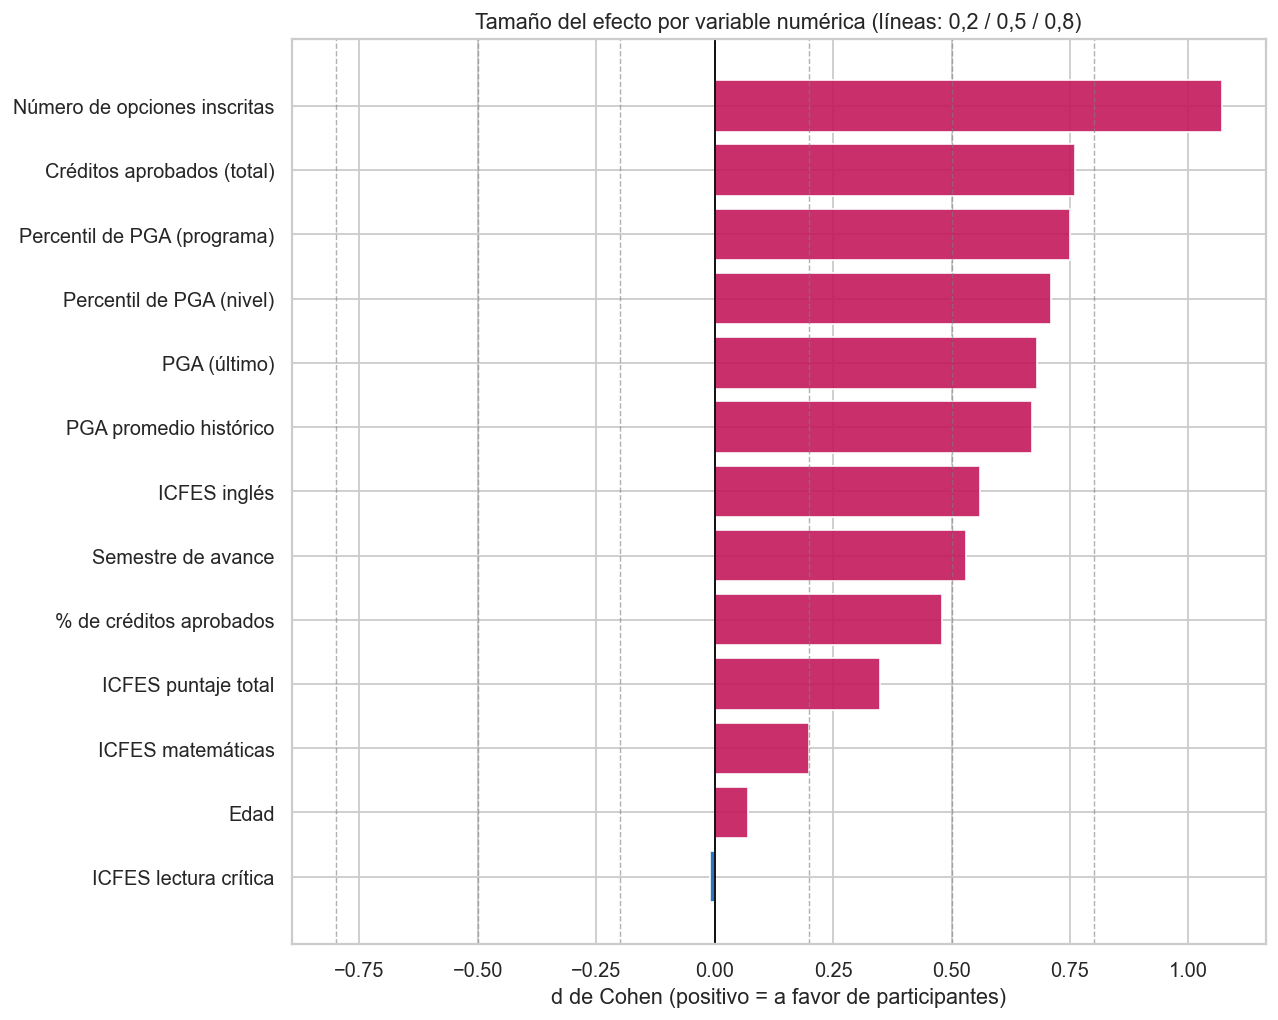 Tamaño del efecto por variable numérica (líneas: 0,2 / 0,5 / 0,8)
Número de opciones inscritas
Créditos aprobados (total)
Percentil de PGA (programa)
Percentil de PGA (nivel)
PGA (último)
PGA promedio histórico
ICFES inglés
Semestre de avance
% de créditos aprobados
ICFES puntaje total
ICFES matemáticas
Edad
ICFES lectura crítica
−0.75 −0.50 −0.25 0.00 0.25 0.50 0.75 1.00
d de Cohen (positivo = a favor de participantes)